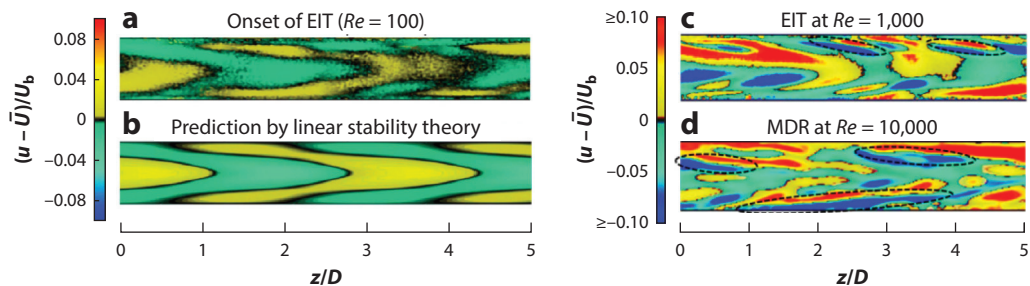 a Onset of EIT (Re = 100)
0.08
0.04
0
−0.04
−0.08
(u − U̅)/U_b
b Prediction by linear stability theory
0 1 2 3 4 5
z/D
c EIT at Re = 1,000
≥0.10
0.05
0
−0.05
≥−0.10
(u − U̅)/U_b
d MDR at Re = 10,000
0 1 2 3 4 5
z/D